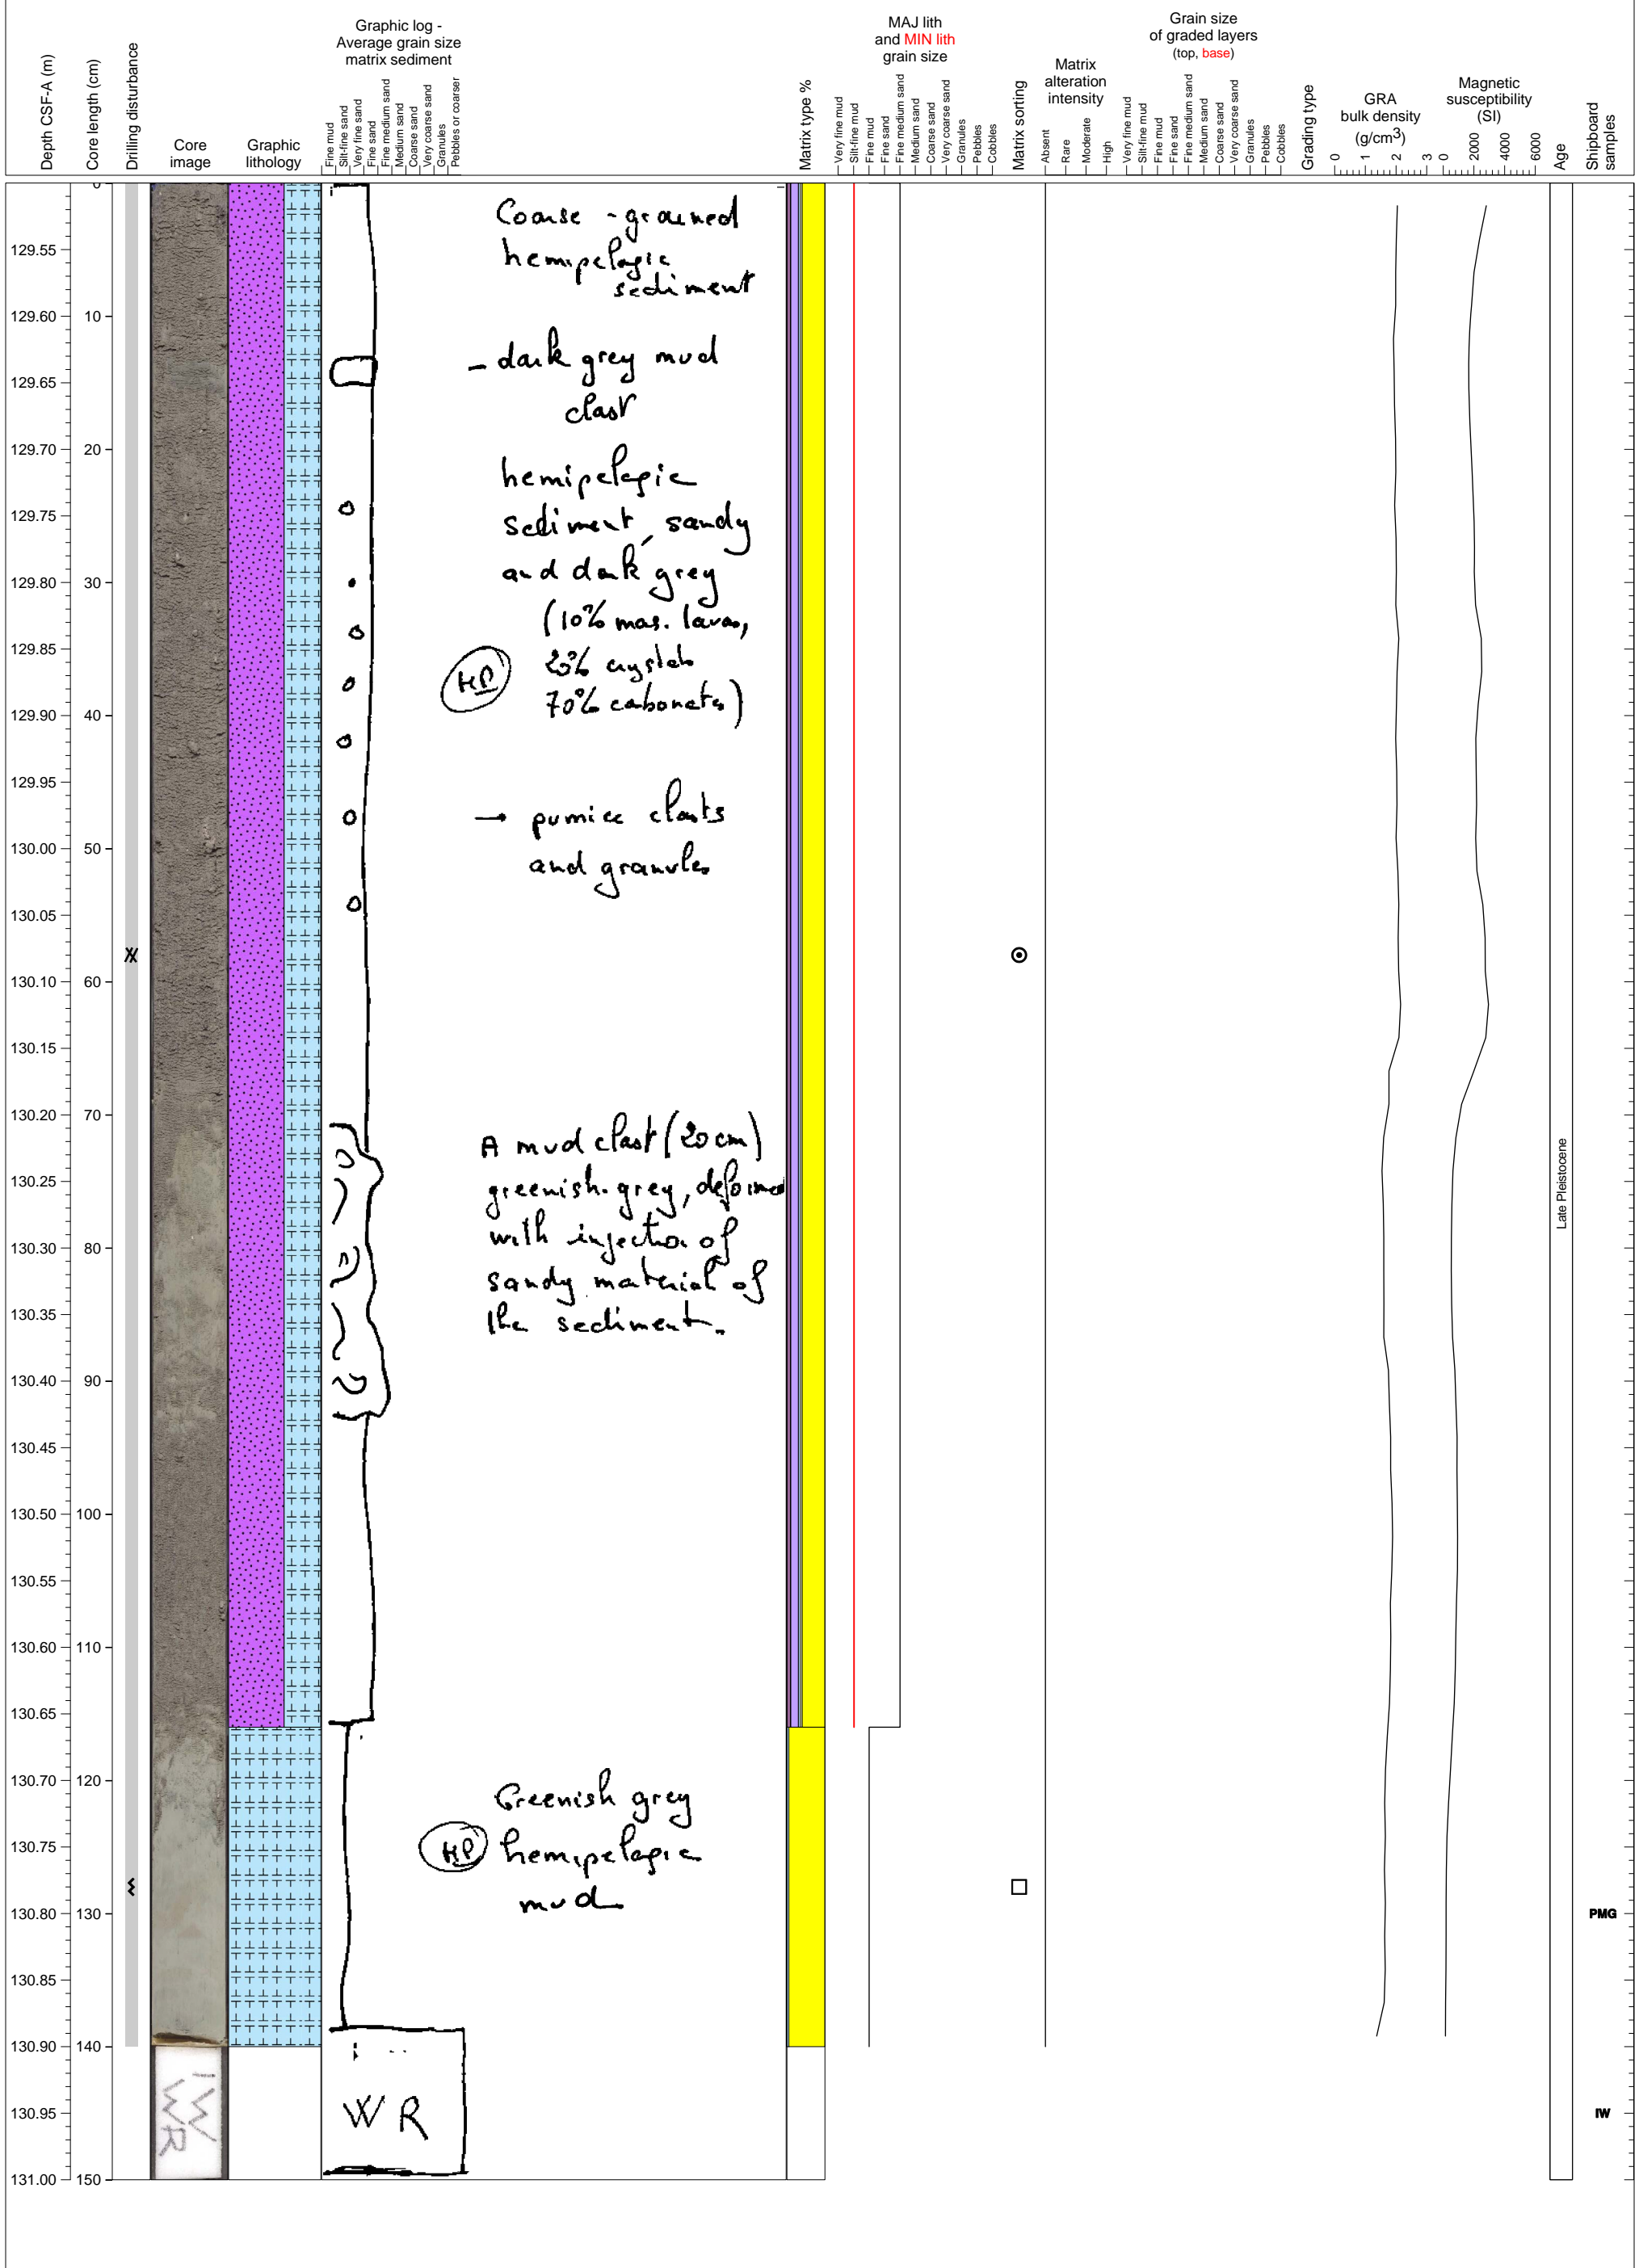 Depth CSF-A (m)
Core length (cm)
Drilling disturbance
Core
image
Graphic
lithology
Graphic log -
Average grain size
matrix sediment
Fine mud
Silt-fine sand
Very fine sand
Fine sand
Fine medium sand
Medium sand
Coarse sand
Very coarse sand
Granules
Pebbles or coarser
Matrix type %
MAJ lith
and MIN lith
grain size
Very fine mud
Silt-fine mud
Fine mud
Fine sand
Fine medium sand
Medium sand
Coarse sand
Very coarse sand
Granules
Pebbles
Cobbles
Matrix sorting
Matrix
alteration
intensity
Absent
Rare
Moderate
High
Grain size
of graded layers
(top, base)
Very fine mud
Silt-fine mud
Fine mud
Fine sand
Fine medium sand
Medium sand
Coarse sand
Very coarse sand
Granules
Pebbles
Cobbles
Grading type
GRA
bulk density
(g/cm3)
0 1 2 3
Magnetic
susceptibility
(SI)
0 2000 4000 6000
Age
Shipboard
samples
0
129.55
129.60 10
129.65
129.70 20
129.75
129.80 30
129.85
129.90 40
129.95
130.00 50
130.05
130.10 60
130.15
130.20 70
130.25
130.30 80
130.35
130.40 90
130.45
130.50 100
130.55
130.60 110
130.65
130.70 120
130.75
130.80 130
130.85
130.90 140
130.95
131.00 150
Coarse - grained
hemipelagic
sediment
- dark grey mud
clast
hemipelagic
sediment, sandy
and dark grey
(10% mas. lavas,
20% crystals
HP
70% cabonates)
→ pumice clasts
and granules
A mud clast (20 cm)
greenish-grey, deformed
with injection of
sandy material of
the sediment.
Greenish grey
HP hemipelagic
mud
W R
IW
WR
Late Pleistocene
PMG
IW